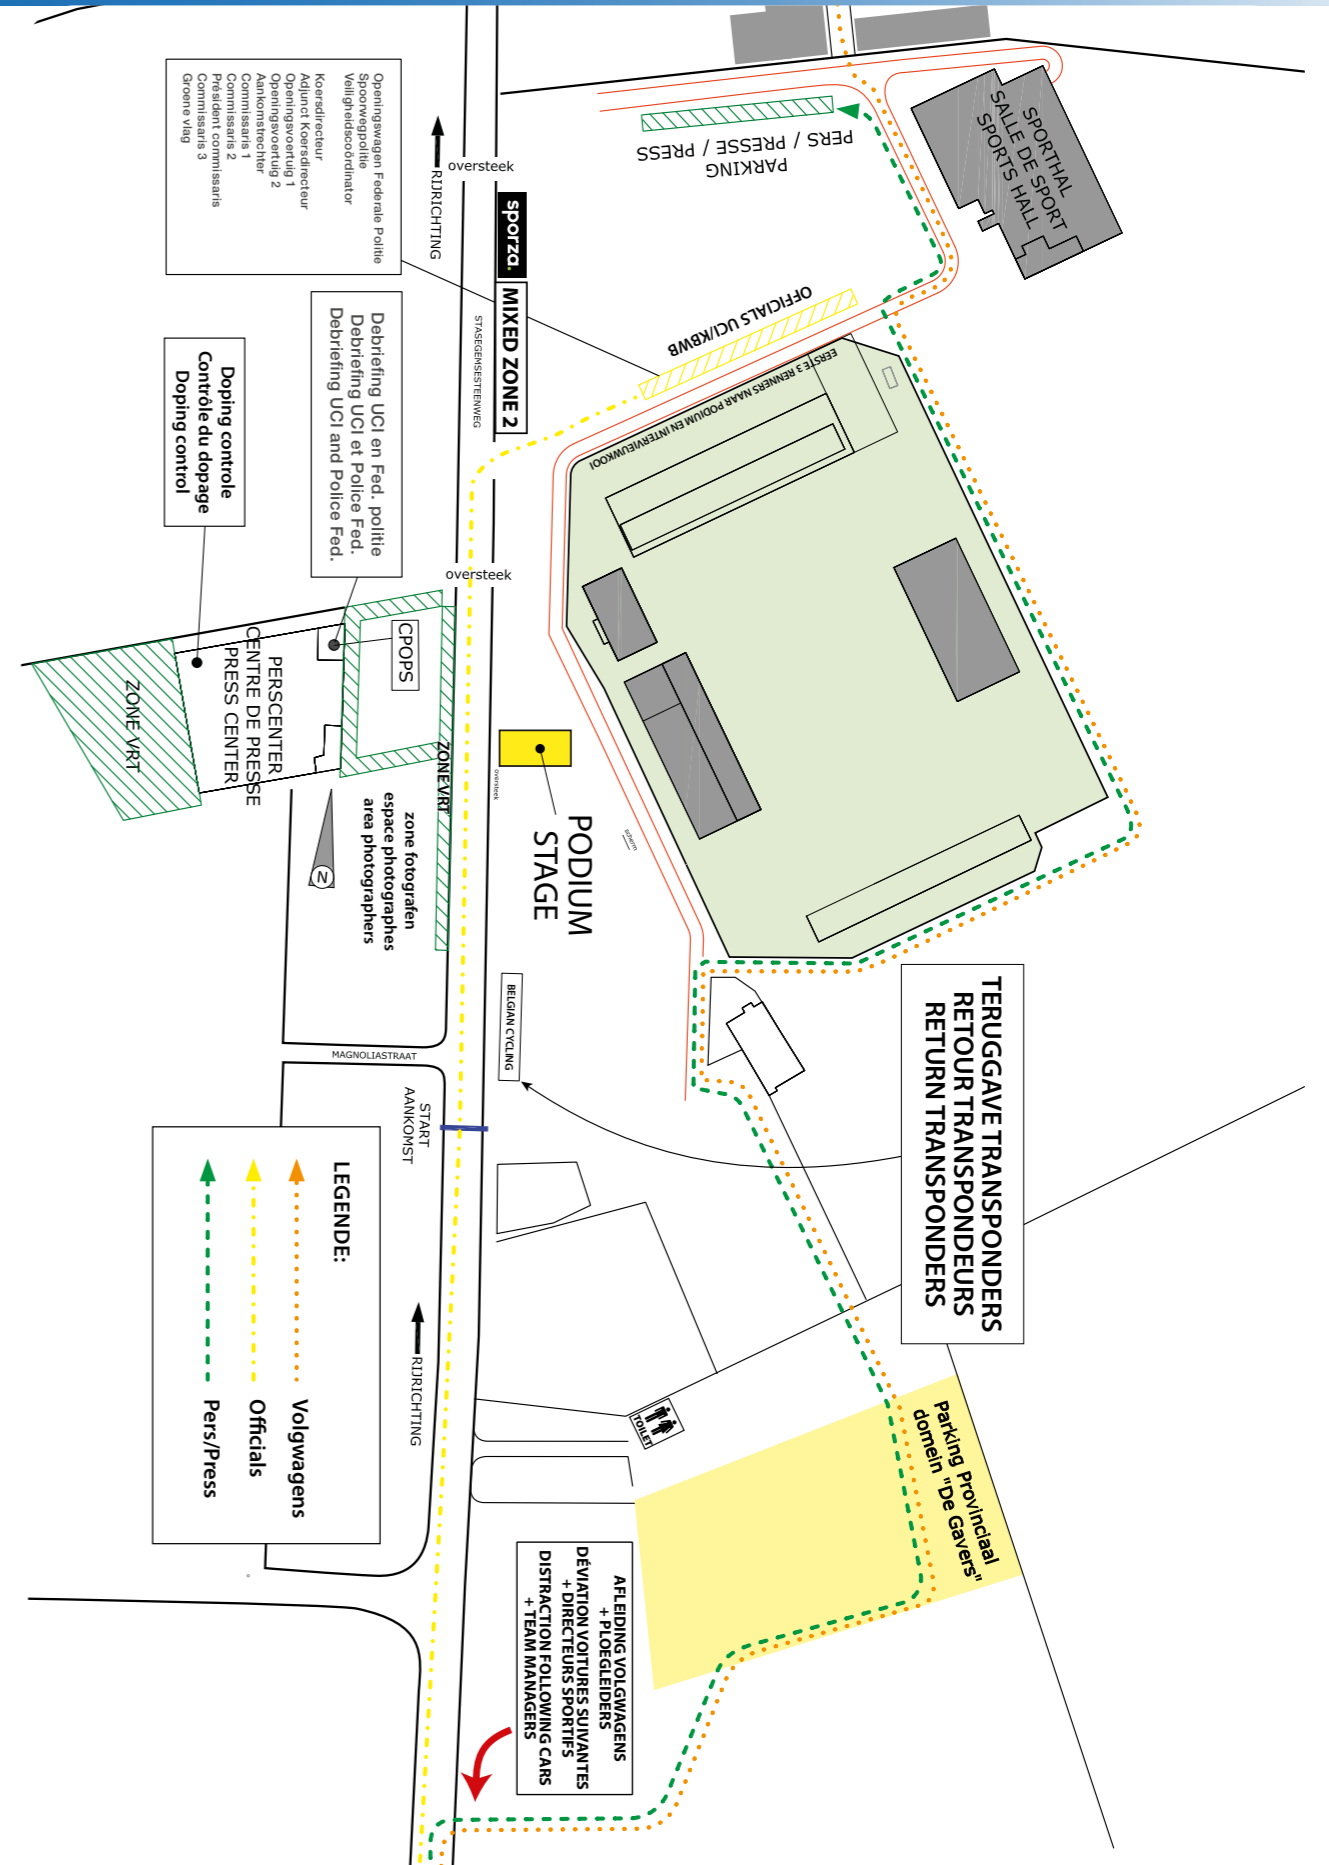 SPORTHAL
SALLE DE SPORT
SPORTS HALL
PARKING
PERS / PRESSE / PRESS
Openingswagen Federale Politie
Spoorwegpolitie
Veiligheidscoördinator
Koersdirecteur
Adjunct Koersdirecteur
Openingsvoertuig 1
Openingsvoertuig 2
Aankomstrechter
Commissaris 1
Commissaris 2
Président commissaris
Commissaris 3
Groene vlag
RIJRICHTING
oversteek
sporza.
MIXED ZONE 2
STASEGEMSESTEENWEG
OFFICIALS UCI/KBWB
EERSTE 3 RENNERS NAAR PODIUM EN INTERVIEUWKOOI
Debriefing UCI en Fed. politie
Debriefing UCI et Police Fed.
Debriefing UCI and Police Fed.
Doping controle
Contrôle du dopage
Doping control
oversteek
CPOPS
PERSCENTER
CENTRE DE PRESSE
PRESS CENTER
ZONE VRT
ZONE VRT
N
zone fotografen
espace photographes
area photographers
oversteek
PODIUM
STAGE
scherm
BELGIAN CYCLING
MAGNOLIASTRAAT
START
AANKOMST
TERUGGAVE TRANSPONDERS
RETOUR TRANSPONDEURS
RETURN TRANSPONDERS
LEGENDE:
Volgwagens
Officials
Pers/Press
RIJRICHTING
TOILET
Parking Provinciaal
domein "De Gavers"
AFLEIDING VOLGWAGENS
+ PLOEGLEIDERS
DÉVIATION VOITURES SUIVANTES
+ DIRECTEURS SPORTIFS
DISTRACTION FOLLOWING CARS
+ TEAM MANAGERS